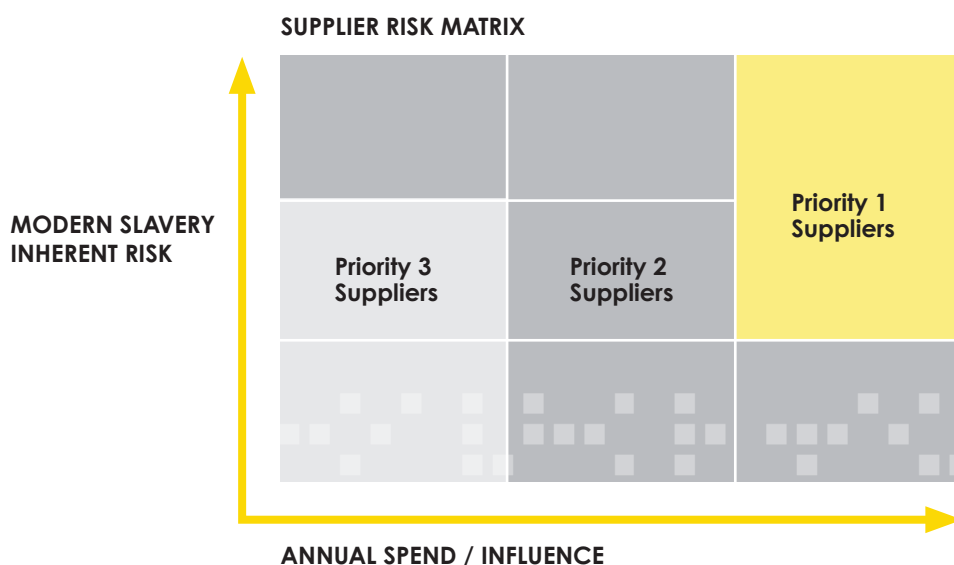 SUPPLIER RISK MATRIX
MODERN SLAVERY
INHERENT RISK
Priority 3
Suppliers
Priority 2
Suppliers
Priority 1
Suppliers
ANNUAL SPEND / INFLUENCE